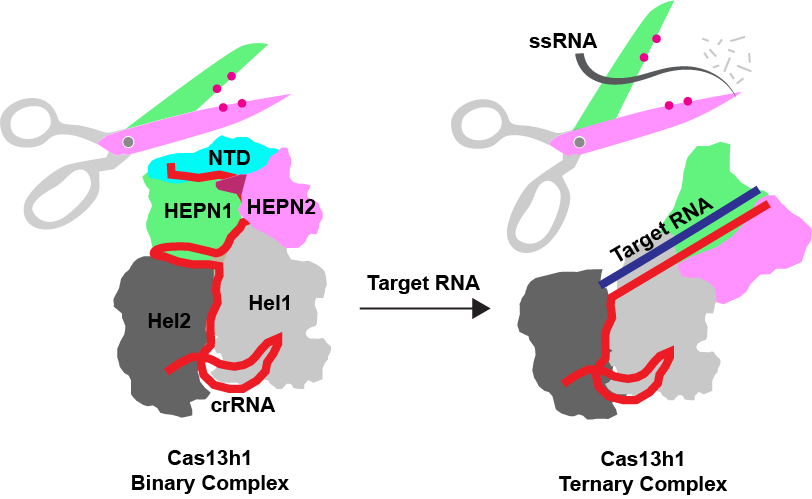 ssRNA
NTD
HEPN1
HEPN2
Target RNA
Hel2
Hel1
crRNA
Target RNA
Cas13h1
Binary Complex
Cas13h1
Ternary Complex